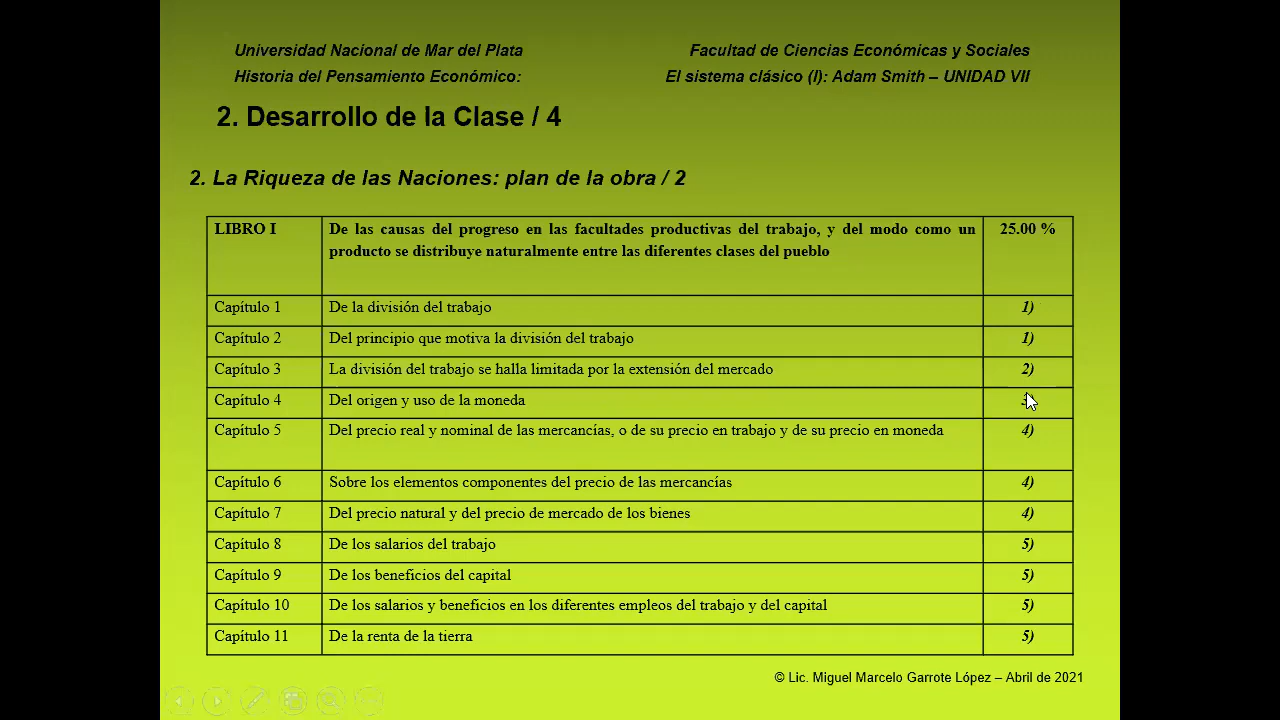 Universidad Nacional de Mar del Plata Facultad de Ciencias Económicas y Sociales
Historia del Pensamiento Económico: El sistema clásico (I): Adam Smith – UNIDAD VII
2. Desarrollo de la Clase / 4
2. La Riqueza de las Naciones: plan de la obra / 2
LIBRO I De las causas del progreso en las facultades productivas del trabajo, y del modo como un 25.00 %
producto se distribuye naturalmente entre las diferentes clases del pueblo
Capítulo 1 De la división del trabajo 1)
Capítulo 2 Del principio que motiva la división del trabajo 1)
Capítulo 3 La división del trabajo se halla limitada por la extensión del mercado 2)
Capítulo 4 Del origen y uso de la moneda
Capítulo 5 Del precio real y nominal de las mercancías, o de su precio en trabajo y de su precio en moneda 4)
Capítulo 6 Sobre los elementos componentes del precio de las mercancías 4)
Capítulo 7 Del precio natural y del precio de mercado de los bienes 4)
Capítulo 8 De los salarios del trabajo 5)
Capítulo 9 De los beneficios del capital 5)
Capítulo 10 De los salarios y beneficios en los diferentes empleos del trabajo y del capital 5)
Capítulo 11 De la renta de la tierra 5)
© Lic. Miguel Marcelo Garrote López – Abril de 2021